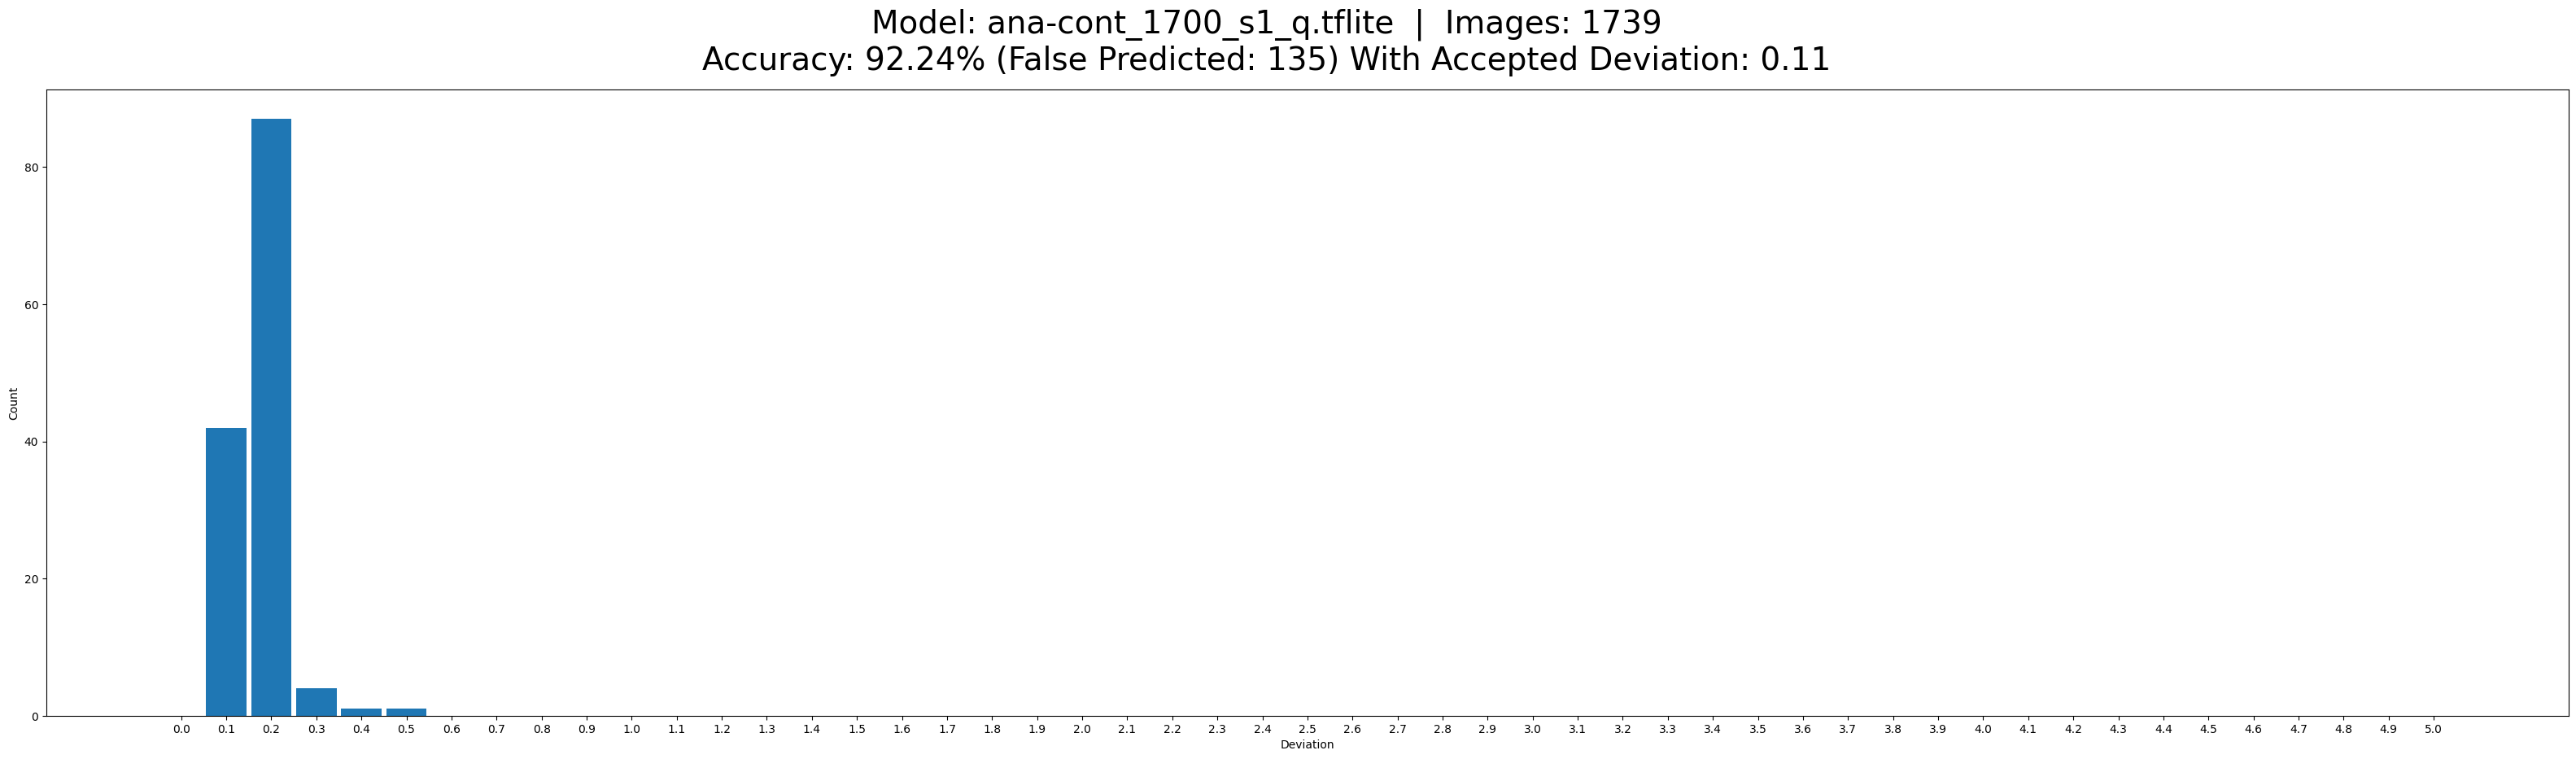 Model: ana-cont_1700_s1_q.tflite | Images: 1739
Accuracy: 92.24% (False Predicted: 135) With Accepted Deviation: 0.11
80
60
40
20
0
Count
0.0 0.1 0.2 0.3 0.4 0.5 0.6 0.7 0.8 0.9 1.0 1.1 1.2 1.3 1.4 1.5 1.6 1.7 1.8 1.9 2.0 2.1 2.2 2.3 2.4 2.5 2.6 2.7 2.8 2.9 3.0 3.1 3.2 3.3 3.4 3.5 3.6 3.7 3.8 3.9 4.0 4.1 4.2 4.3 4.4 4.5 4.6 4.7 4.8 4.9 5.0
Deviation